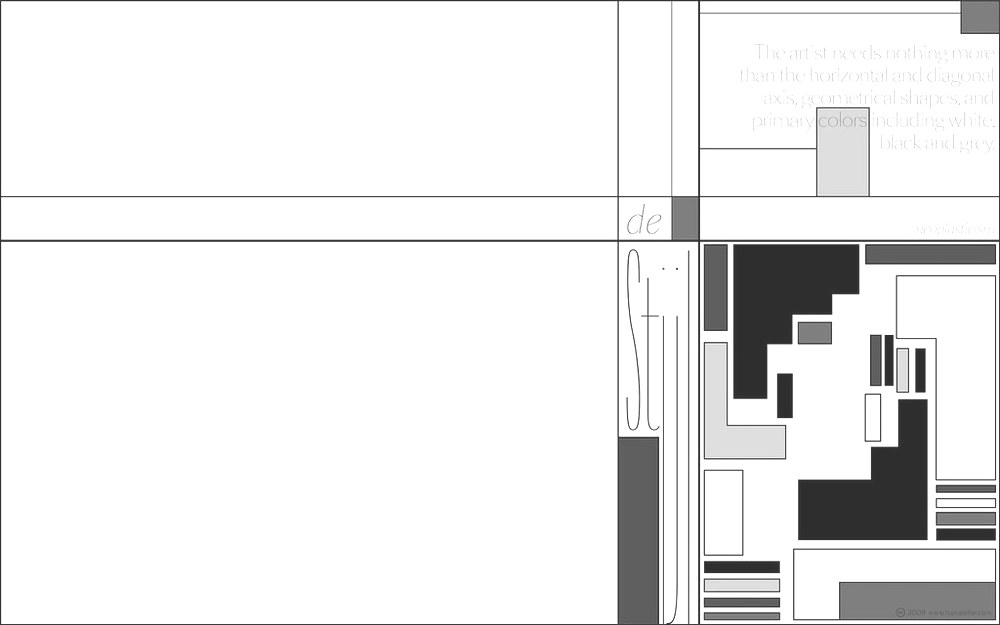 The artist needs nothing more
than the horizontal and diagonal
axis, geometrical shapes, and
primary colors including white,
black and grey.
de
neoplasticism
Stijl